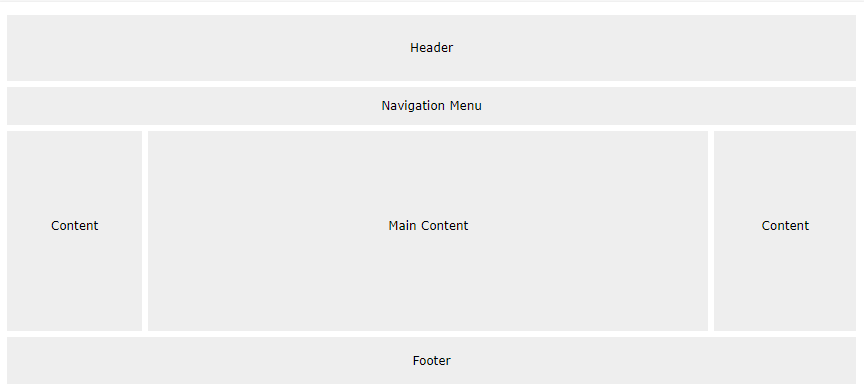 Header
Navigation Menu
Content
Main Content
Content
Footer